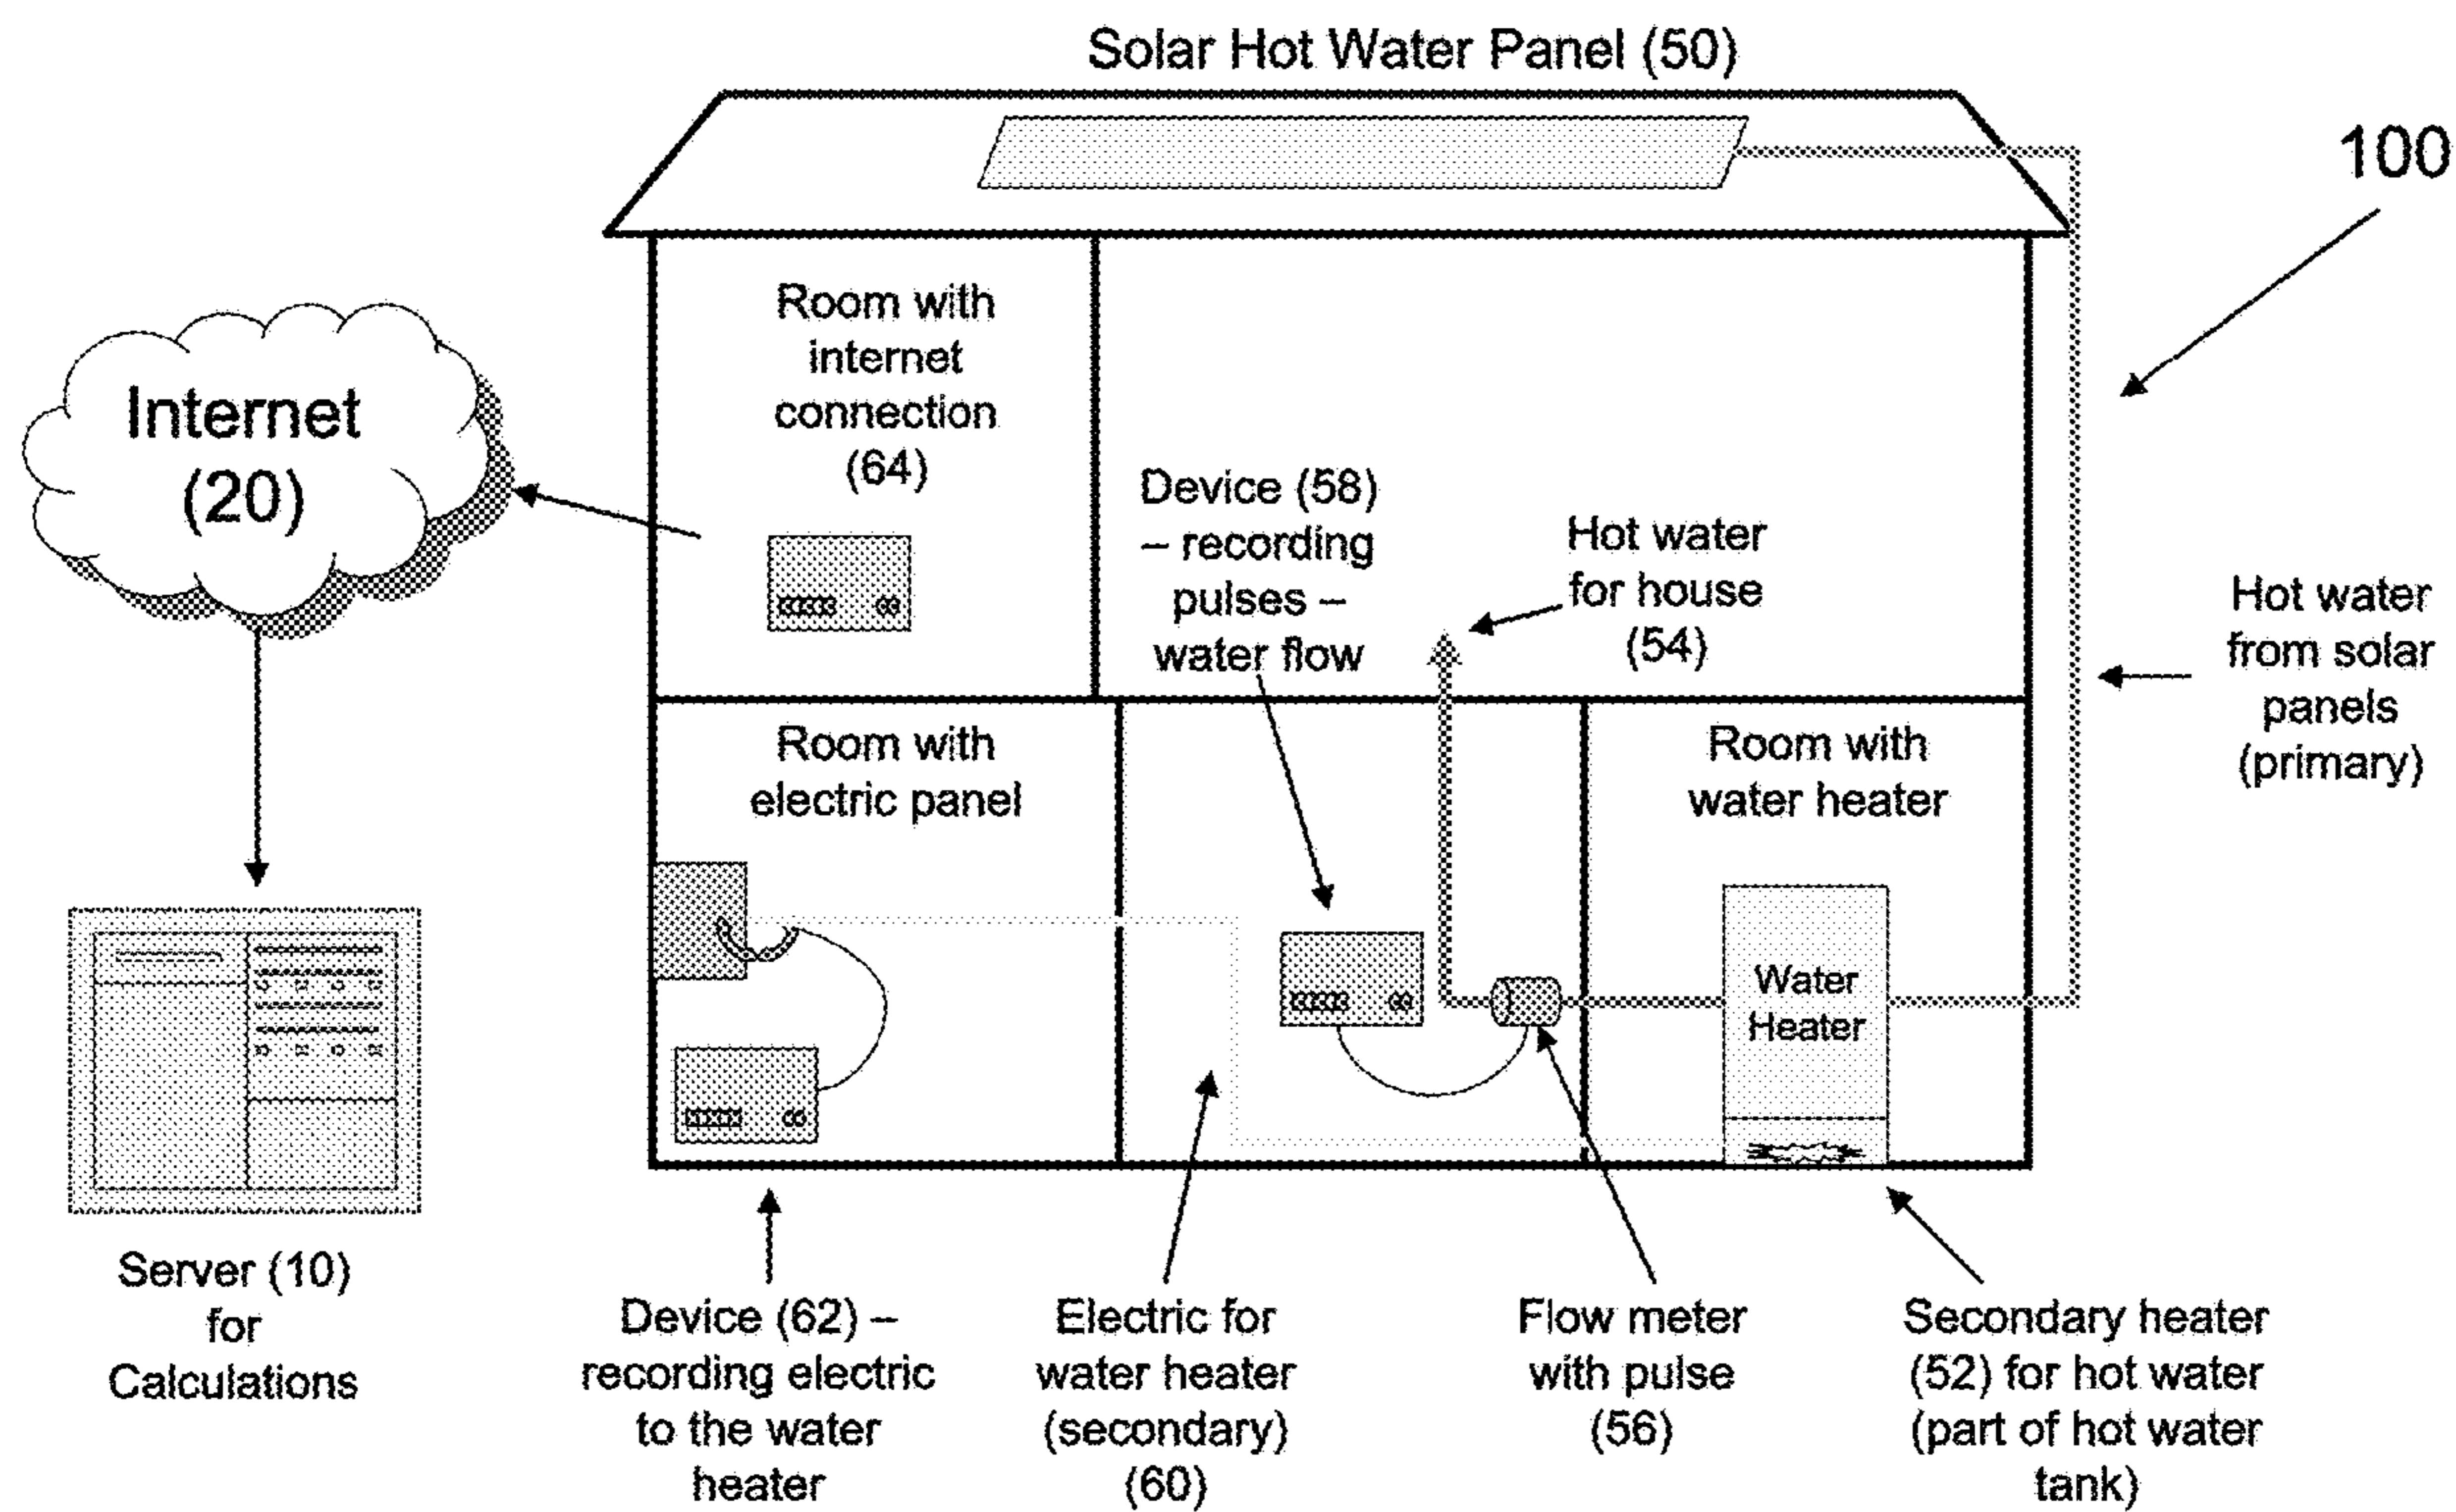 Solar Hot Water Panel (50)
100
Room with
internet
connection
(64)
Internet
(20)
Device (58)
– recording
pulses –
water flow
Hot water
for house
(54)
Hot water
from solar
panels
(primary)
Room with
electric panel
Room with
water heater
Water
Heater
Server (10)
for
Calculations
Device (62) –
recording electric
to the water
heater
Electric for
water heater
(secondary)
(60)
Flow meter
with pulse
(56)
Secondary heater
(52) for hot water
(part of hot water
tank)